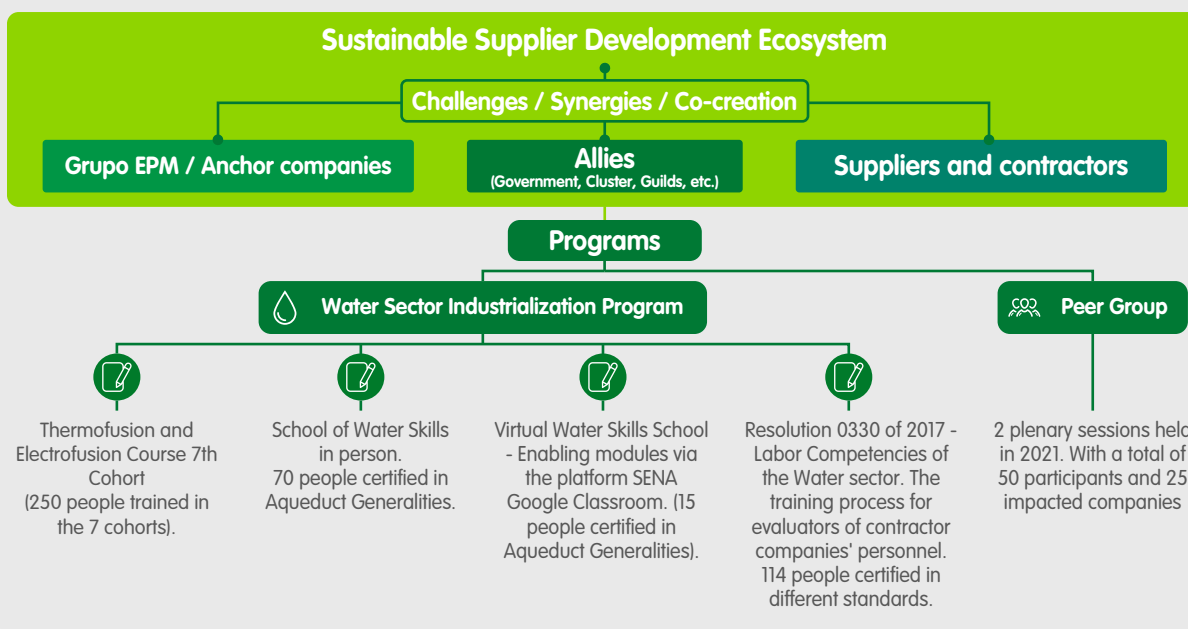 Sustainable Supplier Development Ecosystem
Challenges / Synergies / Co-creation
Grupo EPM / Anchor companies
Allies
(Government, Cluster, Guilds, etc.)
Suppliers and contractors
Programs
Water Sector Industrialization Program
Peer Group
Thermofusion and
Electrofusion Course 7th
Cohort
(250 people trained in
the 7 cohorts).
School of Water Skills
in person.
70 people certified in
Aqueduct Generalities.
Virtual Water Skills School
- Enabling modules via
the platform SENA
Google Classroom. (15
people certified in
Aqueduct Generalities).
Resolution 0330 of 2017 -
Labor Competencies of
the Water sector. The
training process for
evaluators of contractor
companies' personnel.
114 people certified in
different standards.
2 plenary sessions held
in 2021. With a total of
50 participants and 25
impacted companies